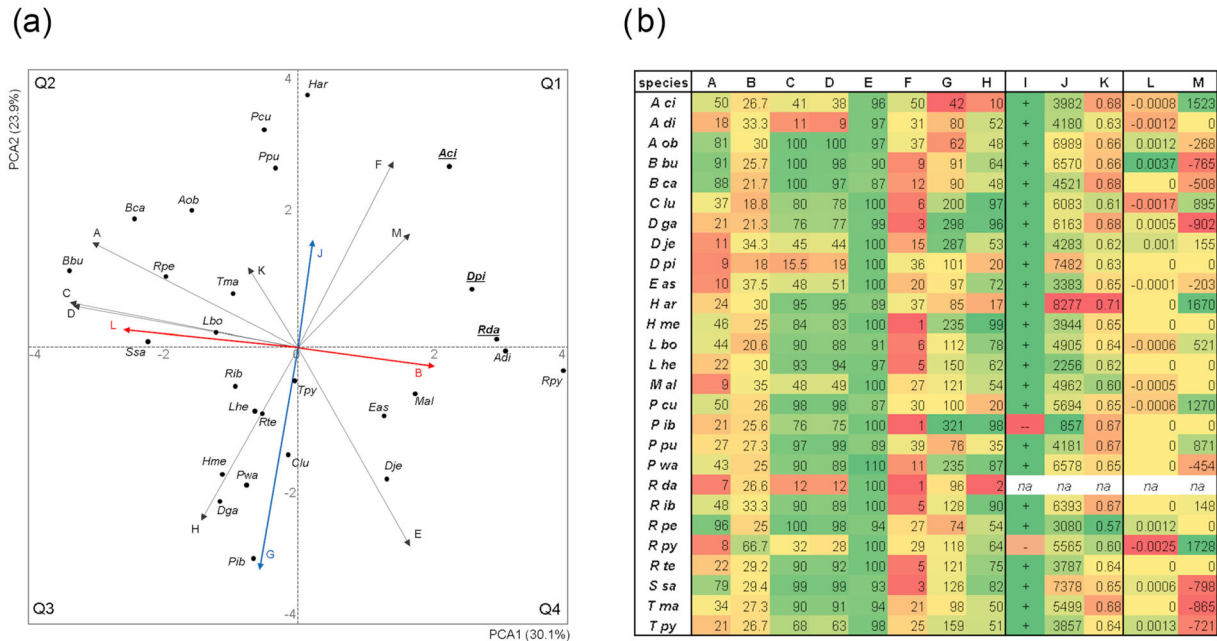 (a)
(b)
Q2
Q1
4
Har
PCA2 (23.9%)
Pcu
Ppu
F
Aci
Aob
2
Bca
A
M
J
Bbu
Rpe
K
Tma
Dpi
C
D
L
Lbo
Rda
Ssa
Adi
-4
-2
0
2
4
B
Rpy
Rib
Tpy
Mal
Lhe
Rte
Eas
Clu
Hme
Pwa
Dje
-2
Dga
H
E
Pib
G
-4
Q3
Q4
PCA1 (30.1%)
species A B C D E F G H I J K L M
A ci 50 26.7 41 38 96 50 42 10 + 3982 0.68 -0.0008 1523
A di 18 33.3 11 9 97 31 80 52 + 4180 0.63 -0.0012 0
A ob 81 30 100 100 97 37 62 48 + 6989 0.66 0.0012 -268
B bu 91 25.7 100 98 90 9 91 64 + 6570 0.66 0.0037 -765
B ca 88 21.7 100 97 87 12 90 48 + 4521 0.68 0 -508
C lu 37 18.8 80 78 100 6 200 97 + 6083 0.61 -0.0017 895
D ga 21 21.3 76 77 99 3 298 96 + 6163 0.68 0.0005 -902
D je 11 34.3 45 44 100 15 287 53 + 4283 0.62 0.001 155
D pi 9 18 15.5 19 100 36 101 20 + 7482 0.63 0 0
E as 10 37.5 48 51 100 20 97 72 + 3383 0.65 -0.0001 -203
H ar 24 30 95 95 89 37 85 17 + 8277 0.71 0 1670
H me 46 25 84 83 100 1 235 99 + 3944 0.65 0 0
L bo 44 20.6 90 88 91 6 112 78 + 4905 0.64 -0.0006 521
L he 22 30 93 94 97 5 150 62 + 2256 0.62 0 0
M al 9 35 48 49 100 27 121 54 + 4962 0.60 -0.0005 0
P cu 50 26 98 98 87 30 100 20 + 5694 0.65 -0.0006 1270
P ib 21 25.6 76 75 100 1 321 98 -- 857 0.67 0 0
P pu 27 27.3 97 99 89 39 76 35 + 4181 0.67 0 871
P wa 43 25 90 89 110 11 235 87 + 6578 0.65 0 -454
R da 7 26.6 12 12 100 1 96 2 na na na na na
R ib 48 33.3 90 89 100 5 128 90 + 6393 0.67 0 148
R pe 96 25 100 98 94 27 74 54 + 3080 0.57 0.0012 0
R py 8 66.7 32 28 100 29 118 64 - 5565 0.60 -0.0025 1728
R te 22 29.2 90 92 100 5 121 75 + 3787 0.64 0 0
S sa 79 29.4 99 99 93 3 126 82 + 7378 0.65 0.0006 -798
T ma 34 27.3 90 91 94 21 98 50 + 5499 0.68 0 -865
T py 21 26.7 68 63 98 25 159 51 + 3857 0.64 0.0013 -721